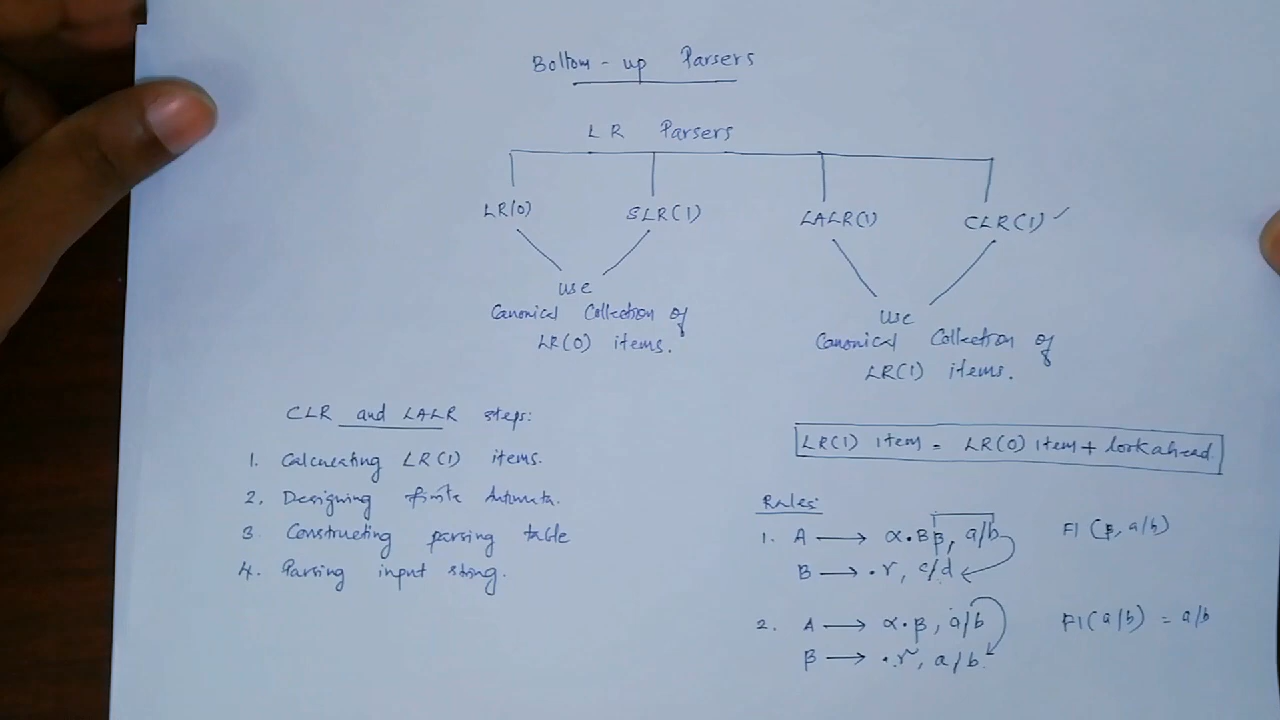 Bottom-up Parsers
LR Parsers
LR(0) SLR(1) LALR(1) CLR(1) ✓
use
Canonical Collection of
LR(0) items.
use
Canonical Collection of
LR(1) items.
CLR and LALR steps:
1. Calculating LR(1) items.
2. Designing finite Automata.
3 Constructing parsing table
4. Parsing input string.
LR(1) item = LR(0) item + lookahead
Rules:
1. A → α.Bβ, a/b FI (β, a/b)
B → .r, c/d
2. A → α.β, a/b FI(a/b) = a/b
β → .r, a/b.